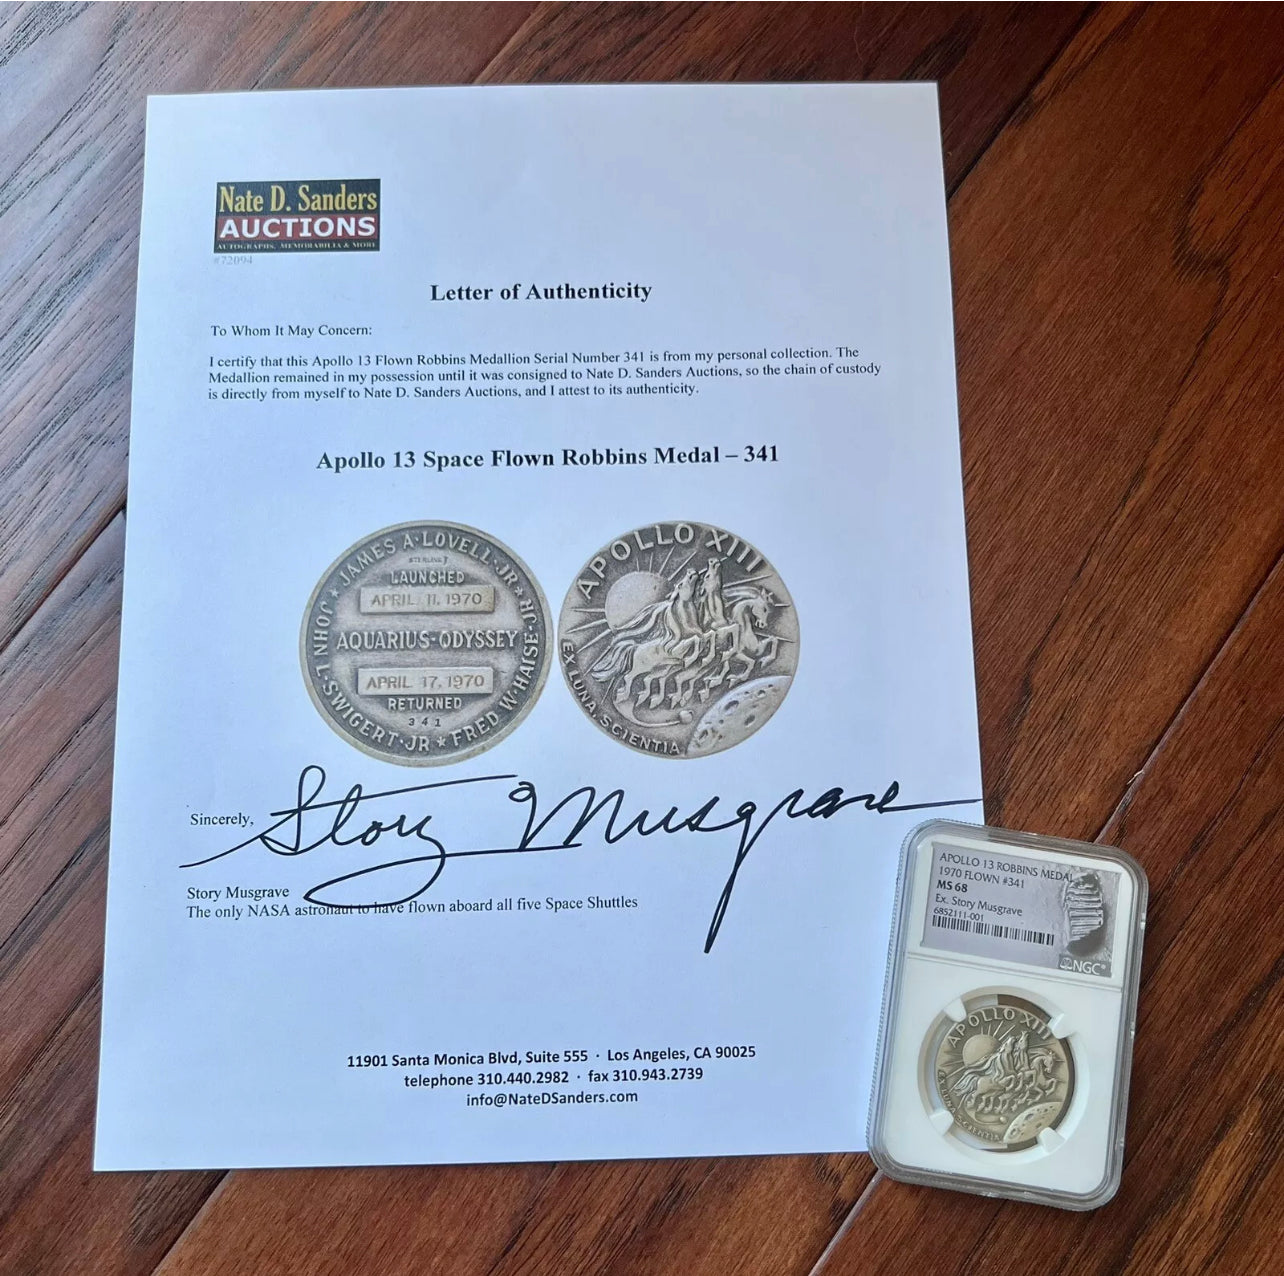 Nate D. Sanders
AUCTIONS
AUTOGRAPHS, MEMORABILIA & MORE
#72094
Letter of Authenticity
To Whom It May Concern:
I certify that this Apollo 13 Flown Robbins Medallion Serial Number 341 is from my personal collection. The
Medallion remained in my possession until it was consigned to Nate D. Sanders Auctions, so the chain of custody
is directly from myself to Nate D. Sanders Auctions, and I attest to its authenticity.
Apollo 13 Space Flown Robbins Medal – 341
JAMES A·LOVELL·JR ★ FRED W·HAISE·JR ★ JOHN L·SWIGERT·JR ★
STERLING
LAUNCHED
APRIL 11, 1970
AQUARIUS-ODYSSEY
APRIL 17, 1970
RETURNED
341
APOLLO XIII
EX LUNA, SCIENTIA
Sincerely,
Story Musgrave
Story Musgrave
The only NASA astronaut to have flown aboard all five Space Shuttles
11901 Santa Monica Blvd, Suite 555 · Los Angeles, CA 90025
telephone 310.440.2982 · fax 310.943.2739
info@NateDSanders.com
APOLLO 13 ROBBINS MEDAL
1970 FLOWN #341
MS 68
Ex. Story Musgrave
6852111-001
NGC
APOLLO XIII
EX LUNA, SCIENTIA